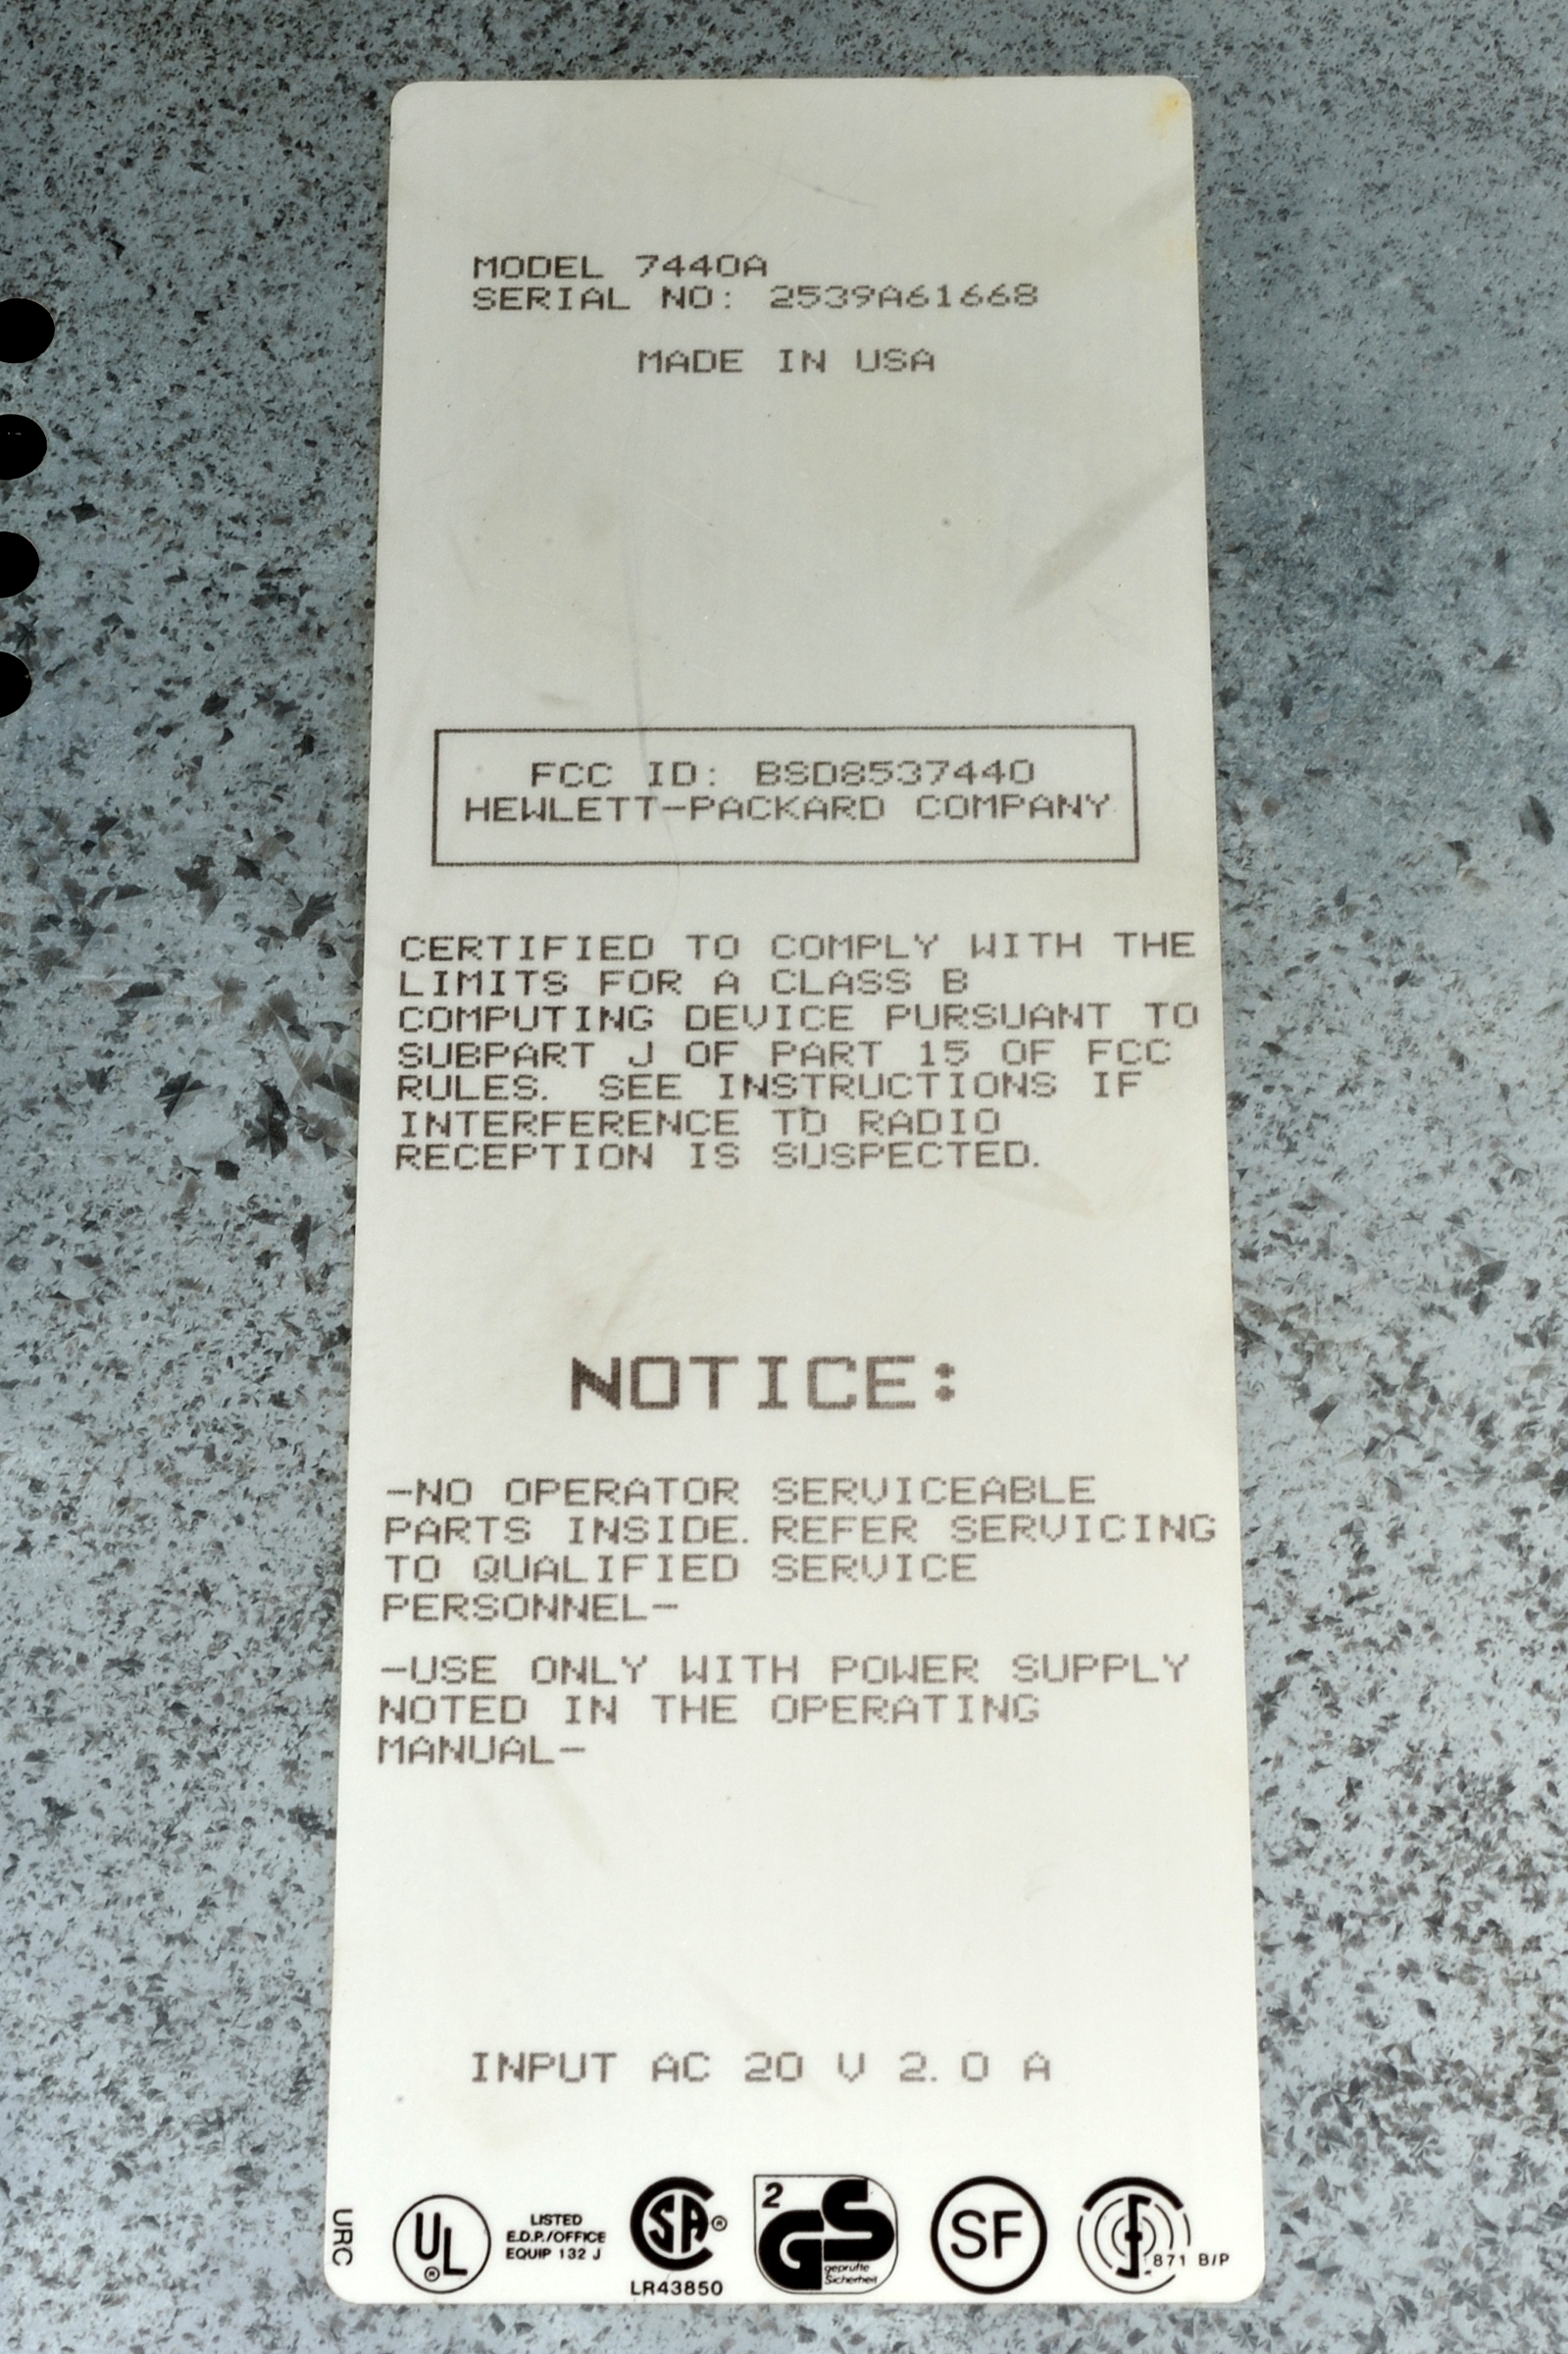 MODEL 7440A
SERIAL NO: 2539A61668
MADE IN USA
FCC ID: BSD8537440
HEWLETT-PACKARD COMPANY
CERTIFIED TO COMPLY WITH THE
LIMITS FOR A CLASS B
COMPUTING DEVICE PURSUANT TO
SUBPART J OF PART 15 OF FCC
RULES. SEE INSTRUCTIONS IF
INTERFERENCE TO RADIO
RECEPTION IS SUSPECTED.
NOTICE:
-NO OPERATOR SERVICEABLE
PARTS INSIDE. REFER SERVICING
TO QUALIFIED SERVICE
PERSONNEL-
-USE ONLY WITH POWER SUPPLY
NOTED IN THE OPERATING
MANUAL-
INPUT AC 20 V 2.0 A
URC
UL ®
LISTED
E.D.P./OFFICE
EQUIP 132 J
SA ®
LR43850
2
GS
geprüfte
Sicherheit
SF
871 B/P